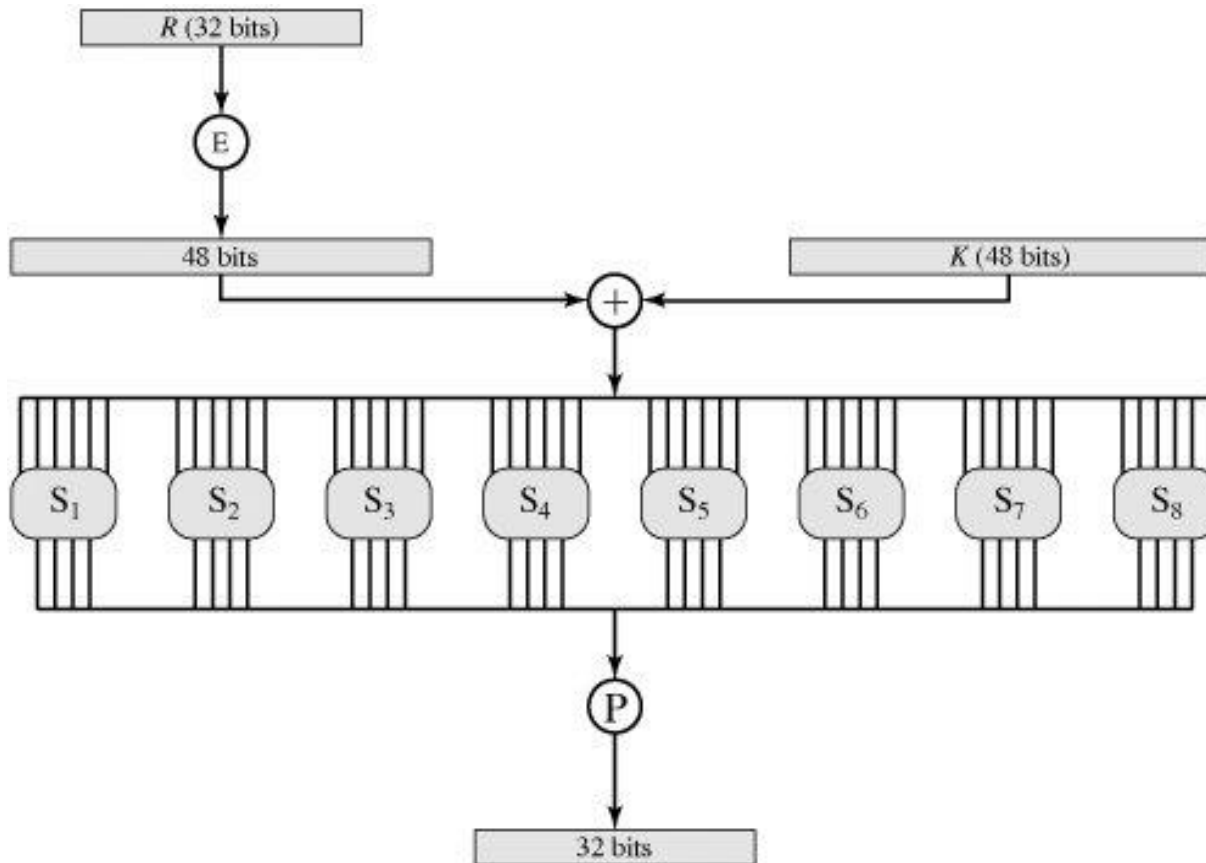 R (32 bits)
E
48 bits
K (48 bits)
+
S1 S2 S3 S4 S5 S6 S7 S8
P
32 bits